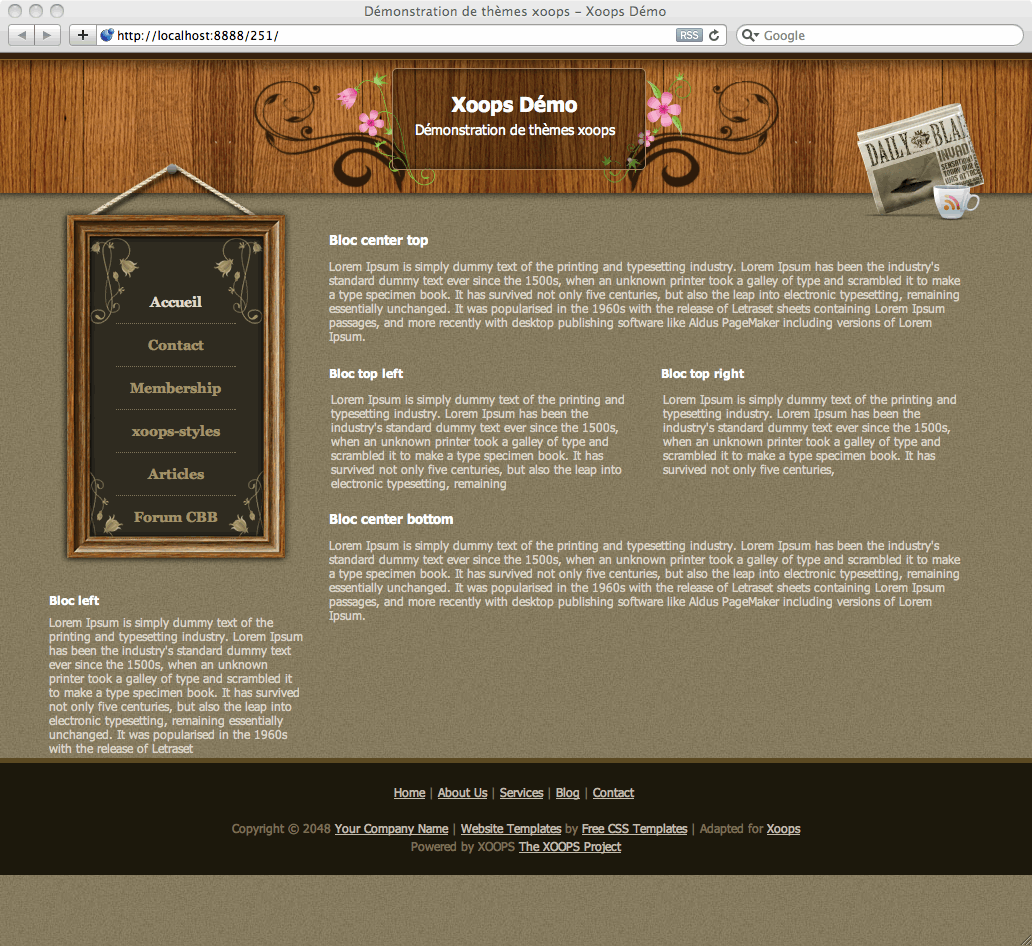 Démonstration de thèmes xoops – Xoops Démo
http://localhost:8888/251/
RSS
Google
Xoops Démo
Démonstration de thèmes xoops
DAILY BLA
INVAD
SENSATION
Accueil
Contact
Membership
xoops-styles
Articles
Forum CBB
Bloc center top
Lorem Ipsum is simply dummy text of the printing and typesetting industry. Lorem Ipsum has been the industry's
standard dummy text ever since the 1500s, when an unknown printer took a galley of type and scrambled it to make
a type specimen book. It has survived not only five centuries, but also the leap into electronic typesetting, remaining
essentially unchanged. It was popularised in the 1960s with the release of Letraset sheets containing Lorem Ipsum
passages, and more recently with desktop publishing software like Aldus PageMaker including versions of Lorem
Ipsum.
Bloc top left
Lorem Ipsum is simply dummy text of the printing and
typesetting industry. Lorem Ipsum has been the
industry's standard dummy text ever since the 1500s,
when an unknown printer took a galley of type and
scrambled it to make a type specimen book. It has
survived not only five centuries, but also the leap into
electronic typesetting, remaining
Bloc top right
Lorem Ipsum is simply dummy text of the printing and
typesetting industry. Lorem Ipsum has been the
industry's standard dummy text ever since the 1500s,
when an unknown printer took a galley of type and
scrambled it to make a type specimen book. It has
survived not only five centuries,
Bloc center bottom
Lorem Ipsum is simply dummy text of the printing and typesetting industry. Lorem Ipsum has been the industry's
standard dummy text ever since the 1500s, when an unknown printer took a galley of type and scrambled it to make
a type specimen book. It has survived not only five centuries, but also the leap into electronic typesetting, remaining
essentially unchanged. It was popularised in the 1960s with the release of Letraset sheets containing Lorem Ipsum
passages, and more recently with desktop publishing software like Aldus PageMaker including versions of Lorem
Ipsum.
Bloc left
Lorem Ipsum is simply dummy text of the
printing and typesetting industry. Lorem Ipsum
has been the industry's standard dummy text
ever since the 1500s, when an unknown
printer took a galley of type and scrambled it
to make a type specimen book. It has survived
not only five centuries, but also the leap into
electronic typesetting, remaining essentially
unchanged. It was popularised in the 1960s
with the release of Letraset
Home | About Us | Services | Blog | Contact
Copyright © 2048 Your Company Name | Website Templates by Free CSS Templates | Adapted for Xoops
Powered by XOOPS The XOOPS Project